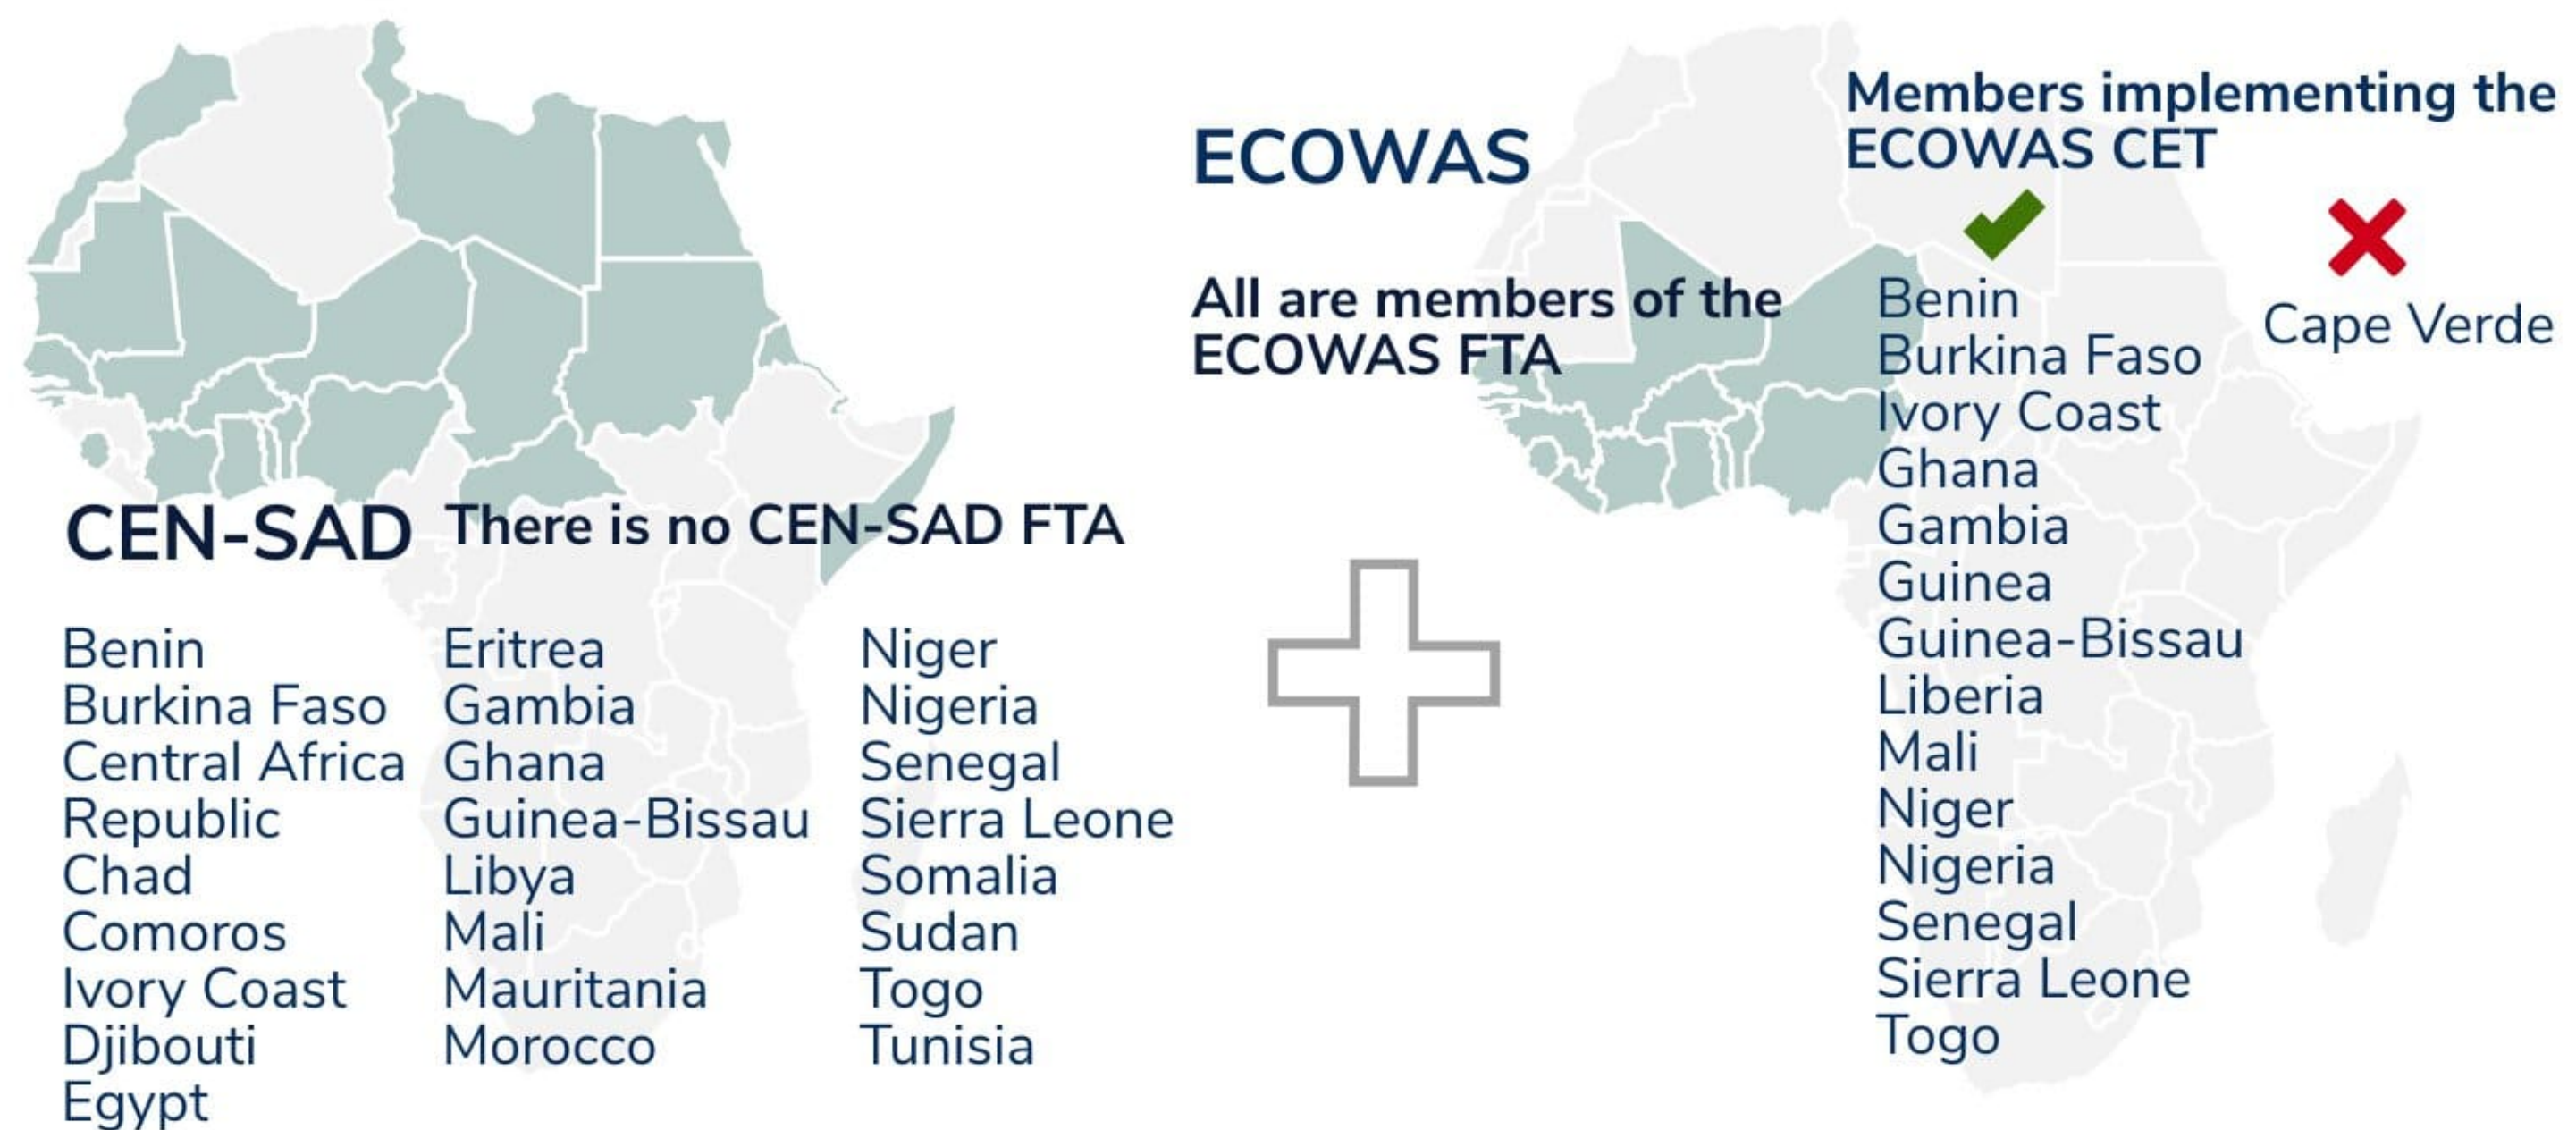 CEN-SAD
There is no CEN-SAD FTA
Benin
Burkina Faso
Central Africa
Republic
Chad
Comoros
Ivory Coast
Djibouti
Egypt
Eritrea
Gambia
Ghana
Guinea-Bissau
Libya
Mali
Mauritania
Morocco
Niger
Nigeria
Senegal
Sierra Leone
Somalia
Sudan
Togo
Tunisia
ECOWAS
All are members of the
ECOWAS FTA
Members implementing the
ECOWAS CET
Benin
Burkina Faso
Ivory Coast
Ghana
Gambia
Guinea
Guinea-Bissau
Liberia
Mali
Niger
Nigeria
Senegal
Sierra Leone
Togo
Cape Verde